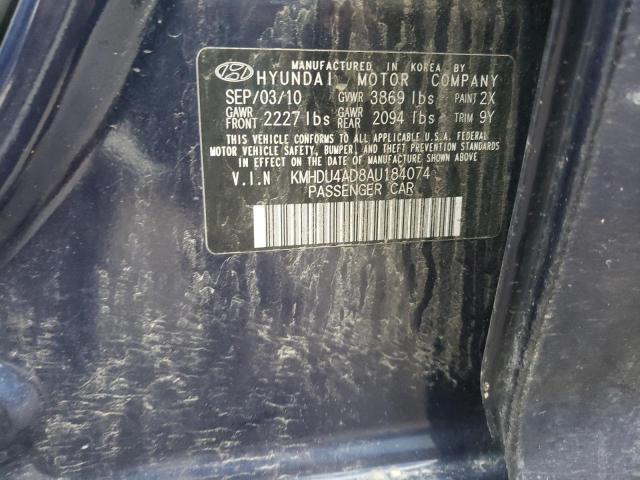 MANUFACTURED IN KOREA BY
HYUNDAI MOTOR COMPANY
SEP/03/10 GVWR 3869 lbs PAINT 2X
GAWR FRONT 2227 lbs GAWR REAR 2094 lbs TRIM 9Y
THIS VEHICLE CONFORMS TO ALL APPLICABLE U.S.A. FEDERAL
MOTOR VEHICLE SAFETY, BUMPER, AND THEFT PREVENTION STANDARDS
IN EFFECT ON THE DATE OF MANUFACTURE SHOWN ABOVE.
V.I.N KMHDU4AD8AU184074
PASSENGER CAR